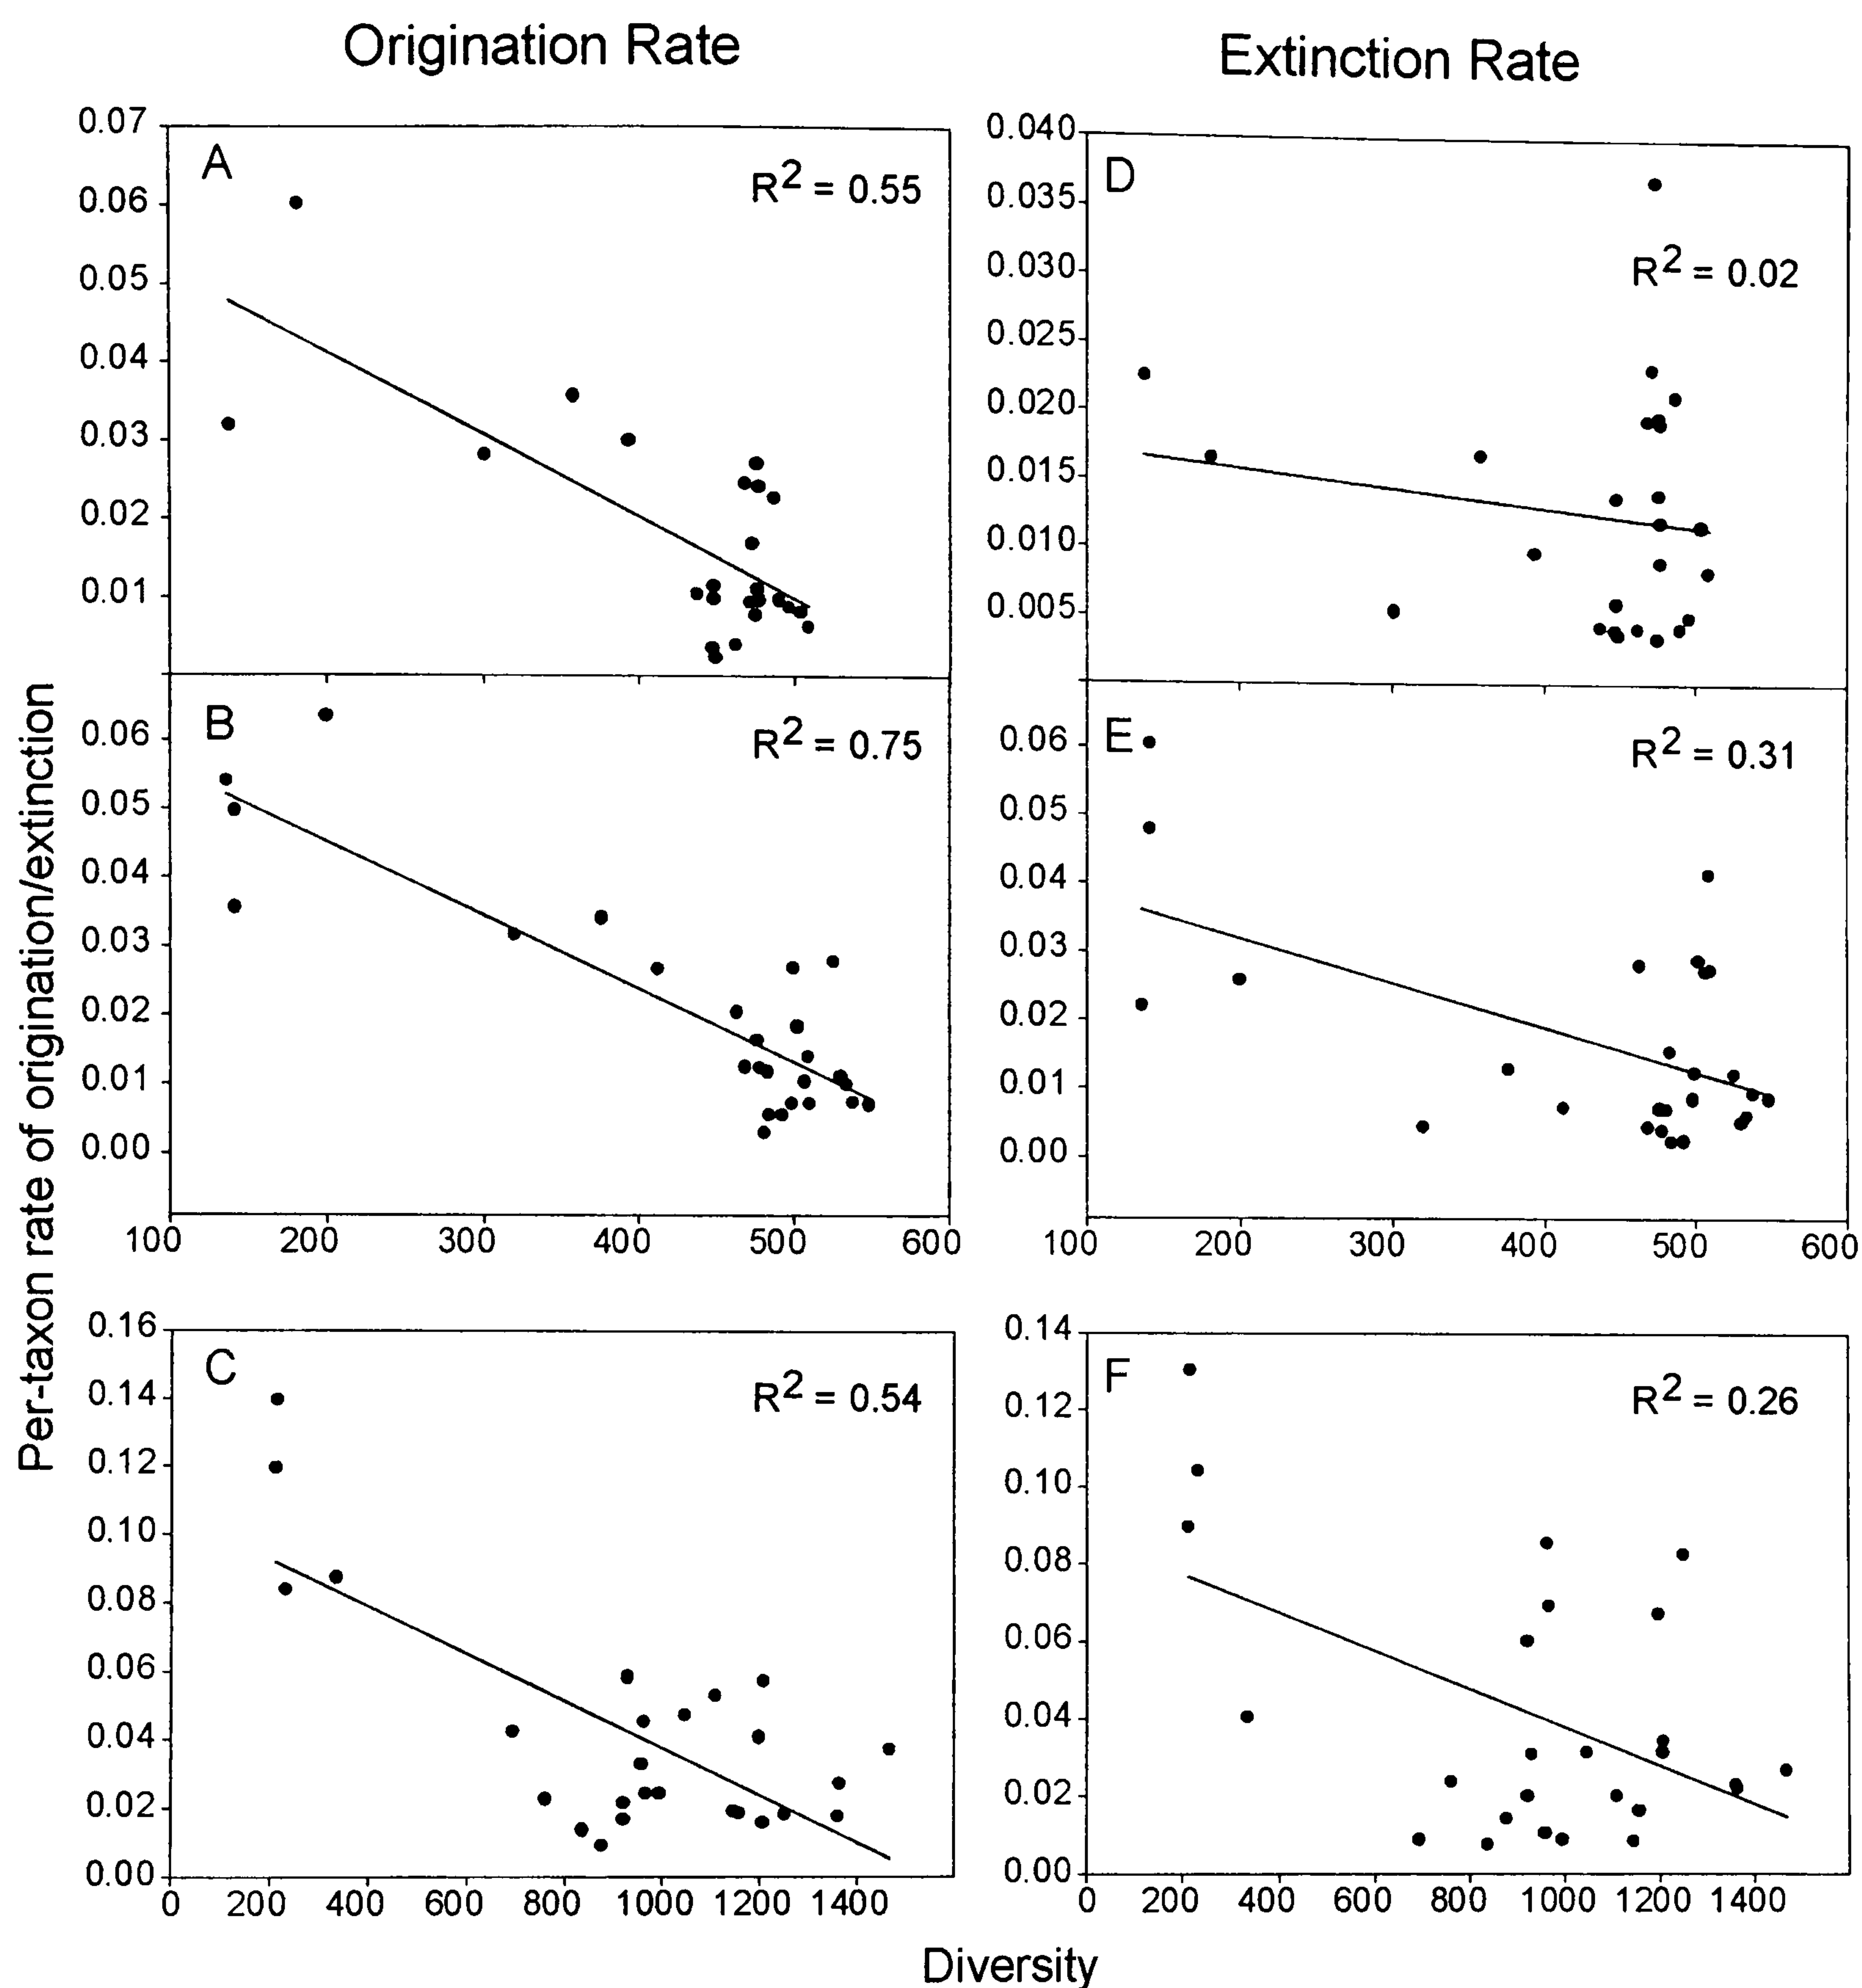 Origination Rate
Extinction Rate
Per-taxon rate of origination/extinction
A
R2 = 0.55
0.07
0.06
0.05
0.04
0.03
0.02
0.01
D
R2 = 0.02
0.040
0.035
0.030
0.025
0.020
0.015
0.010
0.005
B
R2 = 0.75
0.06
0.05
0.04
0.03
0.02
0.01
0.00
100 200 300 400 500 600
E
R2 = 0.31
0.06
0.05
0.04
0.03
0.02
0.01
0.00
100 200 300 400 500 600
C
R2 = 0.54
0.16
0.14
0.12
0.10
0.08
0.06
0.04
0.02
0.00
0 200 400 600 800 1000 1200 1400
F
R2 = 0.26
0.14
0.12
0.10
0.08
0.06
0.04
0.02
0.00
0 200 400 600 800 1000 1200 1400
Diversity